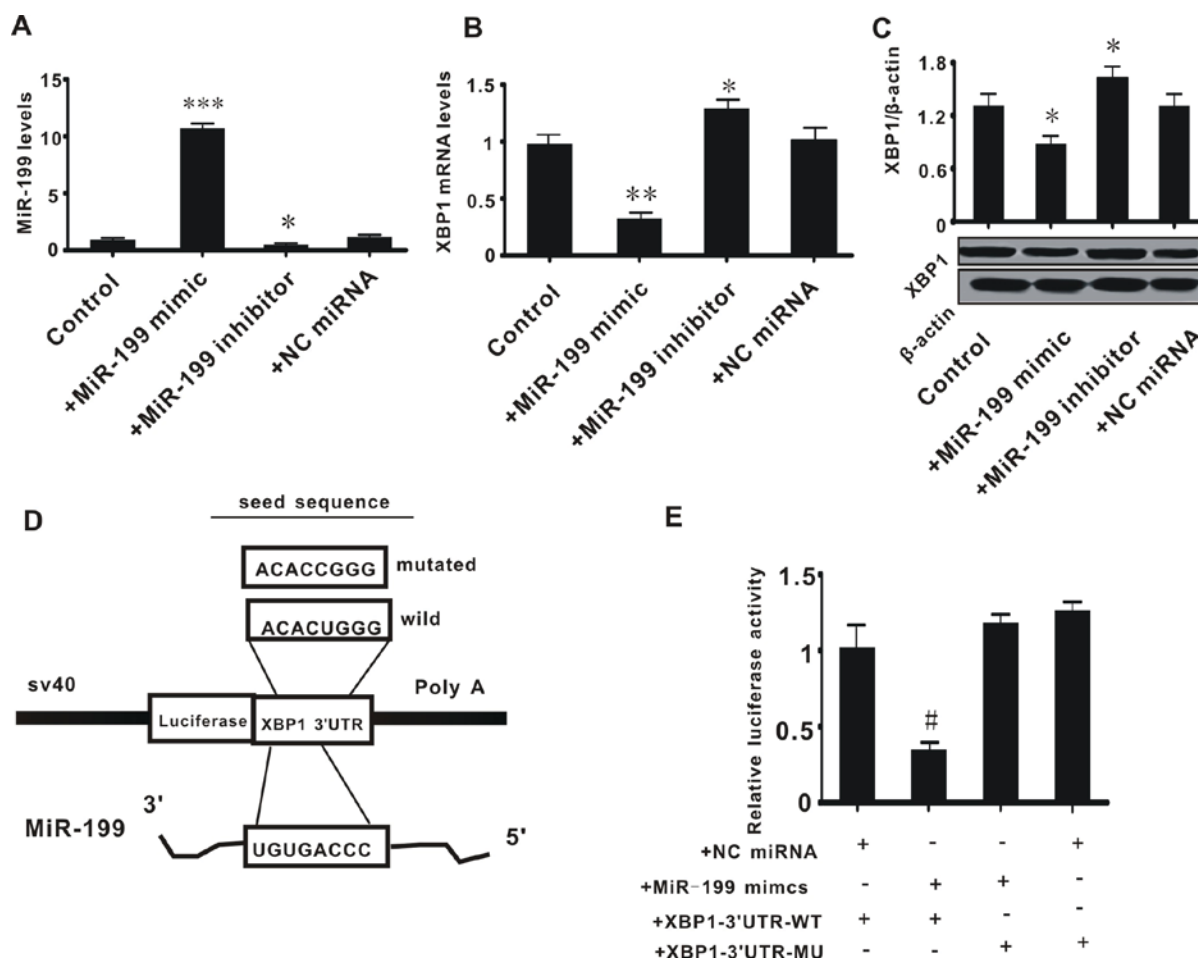 A
MiR-199 levels
15
10
5
0
***
*
Control
+MiR-199 mimic
+MiR-199 inhibitor
+NC miRNA
B
XBP1 mRNA levels
1.5
1
0.5
0
**
*
Control
+MiR-199 mimic
+MiR-199 inhibitor
+NC miRNA
C
XBP1/β-actin
1.8
1.2
0.6
0
*
*
XBP1
β-actin
Control
+MiR-199 mimic
+MiR-199 inhibitor
+NC miRNA
D
seed sequence
ACACCGGG mutated
ACACUGGG wild
sv40
Poly A
Luciferase XBP1 3'UTR
3'
MiR-199
UGUGACCC
5'
E
Relative luciferase activity
1.5
1
0.5
0
#
+NC miRNA + - - +
+MiR-199 mimcs - + + -
+XBP1-3'UTR-WT + + - -
+XBP1-3'UTR-MU - - + +